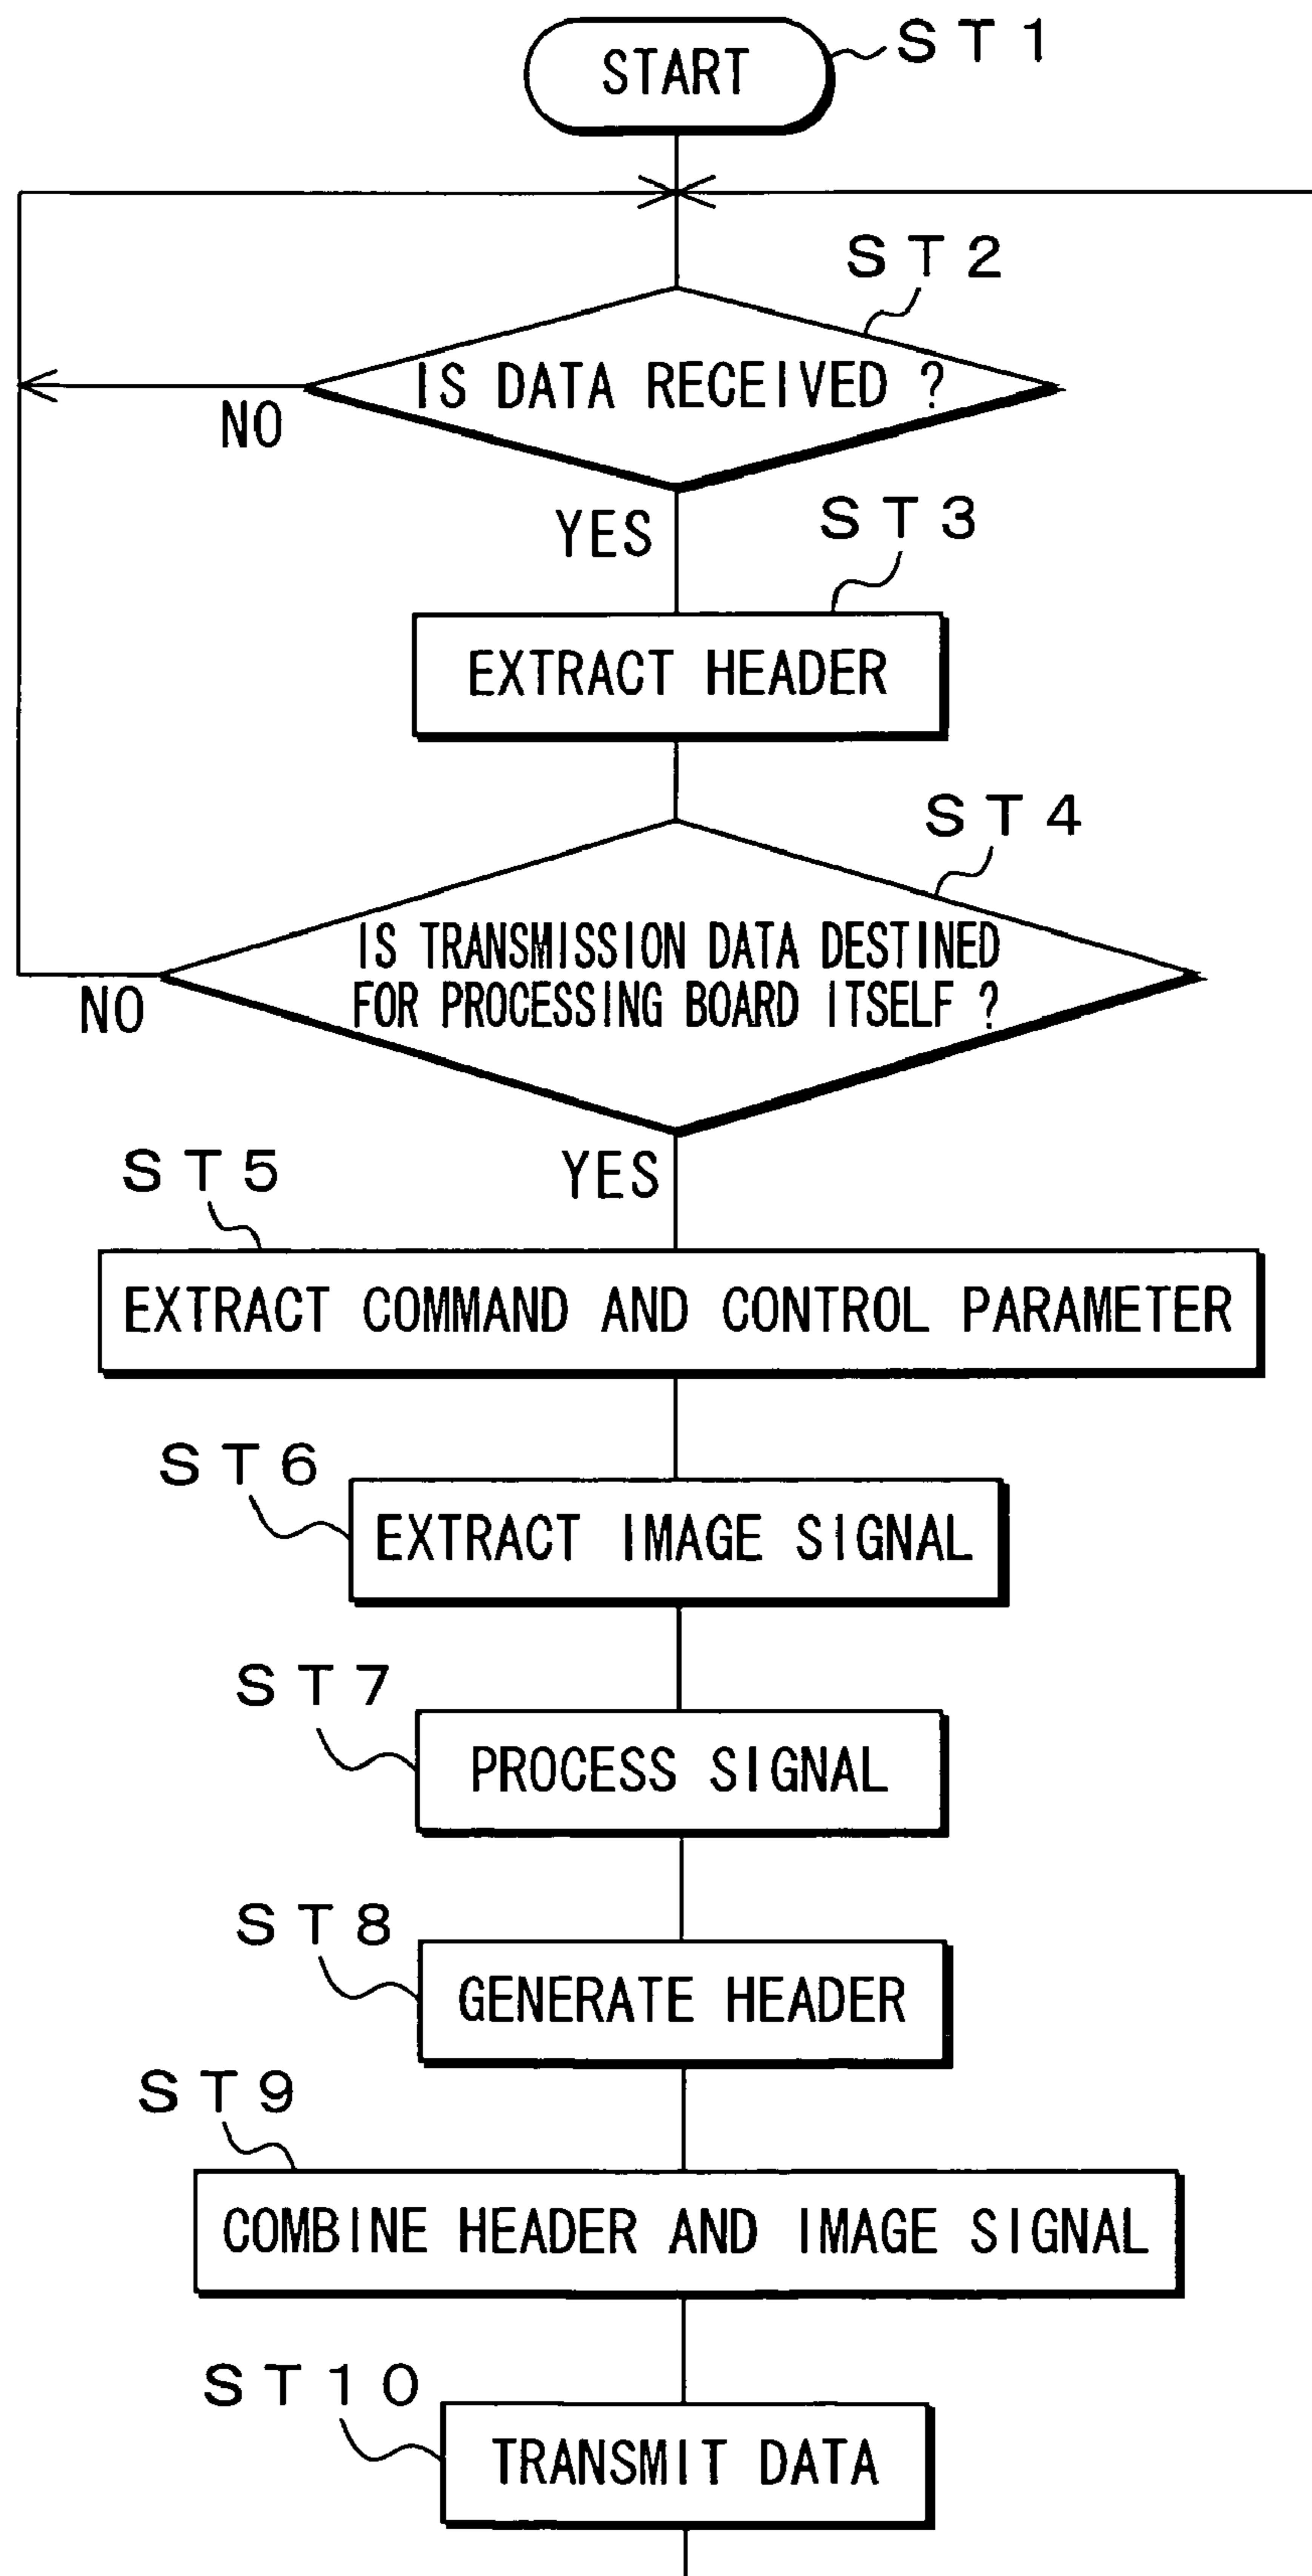 START
ST1
ST2
IS DATA RECEIVED ?
NO
YES
ST3
EXTRACT HEADER
ST4
IS TRANSMISSION DATA DESTINED
FOR PROCESSING BOARD ITSELF ?
NO
YES
ST5
EXTRACT COMMAND AND CONTROL PARAMETER
ST6
EXTRACT IMAGE SIGNAL
ST7
PROCESS SIGNAL
ST8
GENERATE HEADER
ST9
COMBINE HEADER AND IMAGE SIGNAL
ST10
TRANSMIT DATA